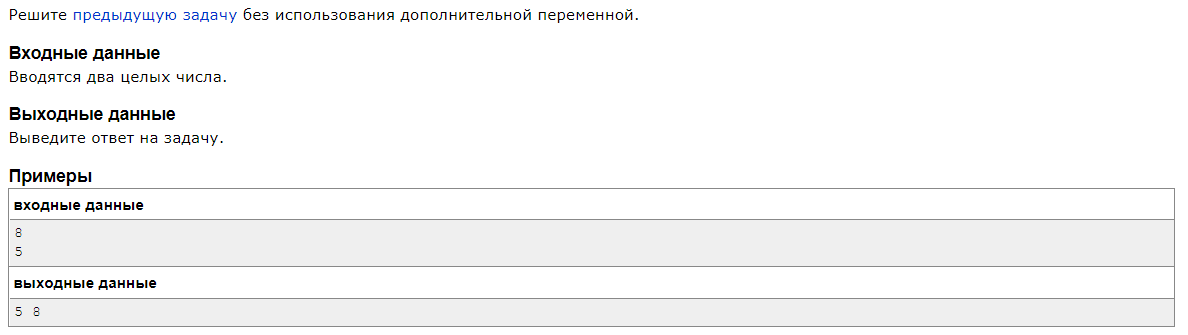 Решите предыдущую задачу без использования дополнительной переменной.
Входные данные
Вводятся два целых числа.
Выходные данные
Выведите ответ на задачу.
Примеры
входные данные
8
5
выходные данные
5 8